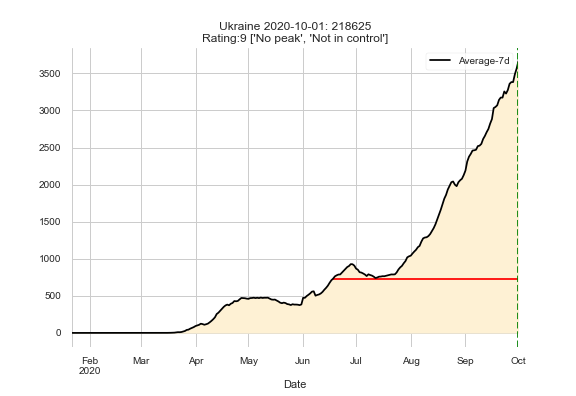 Ukraine 2020-10-01: 218625
Rating:9 ['No peak', 'Not in control']
Average-7d
3500
3000
2500
2000
1500
1000
500
0
Feb Mar Apr May Jun Jul Aug Sep Oct
2020
Date